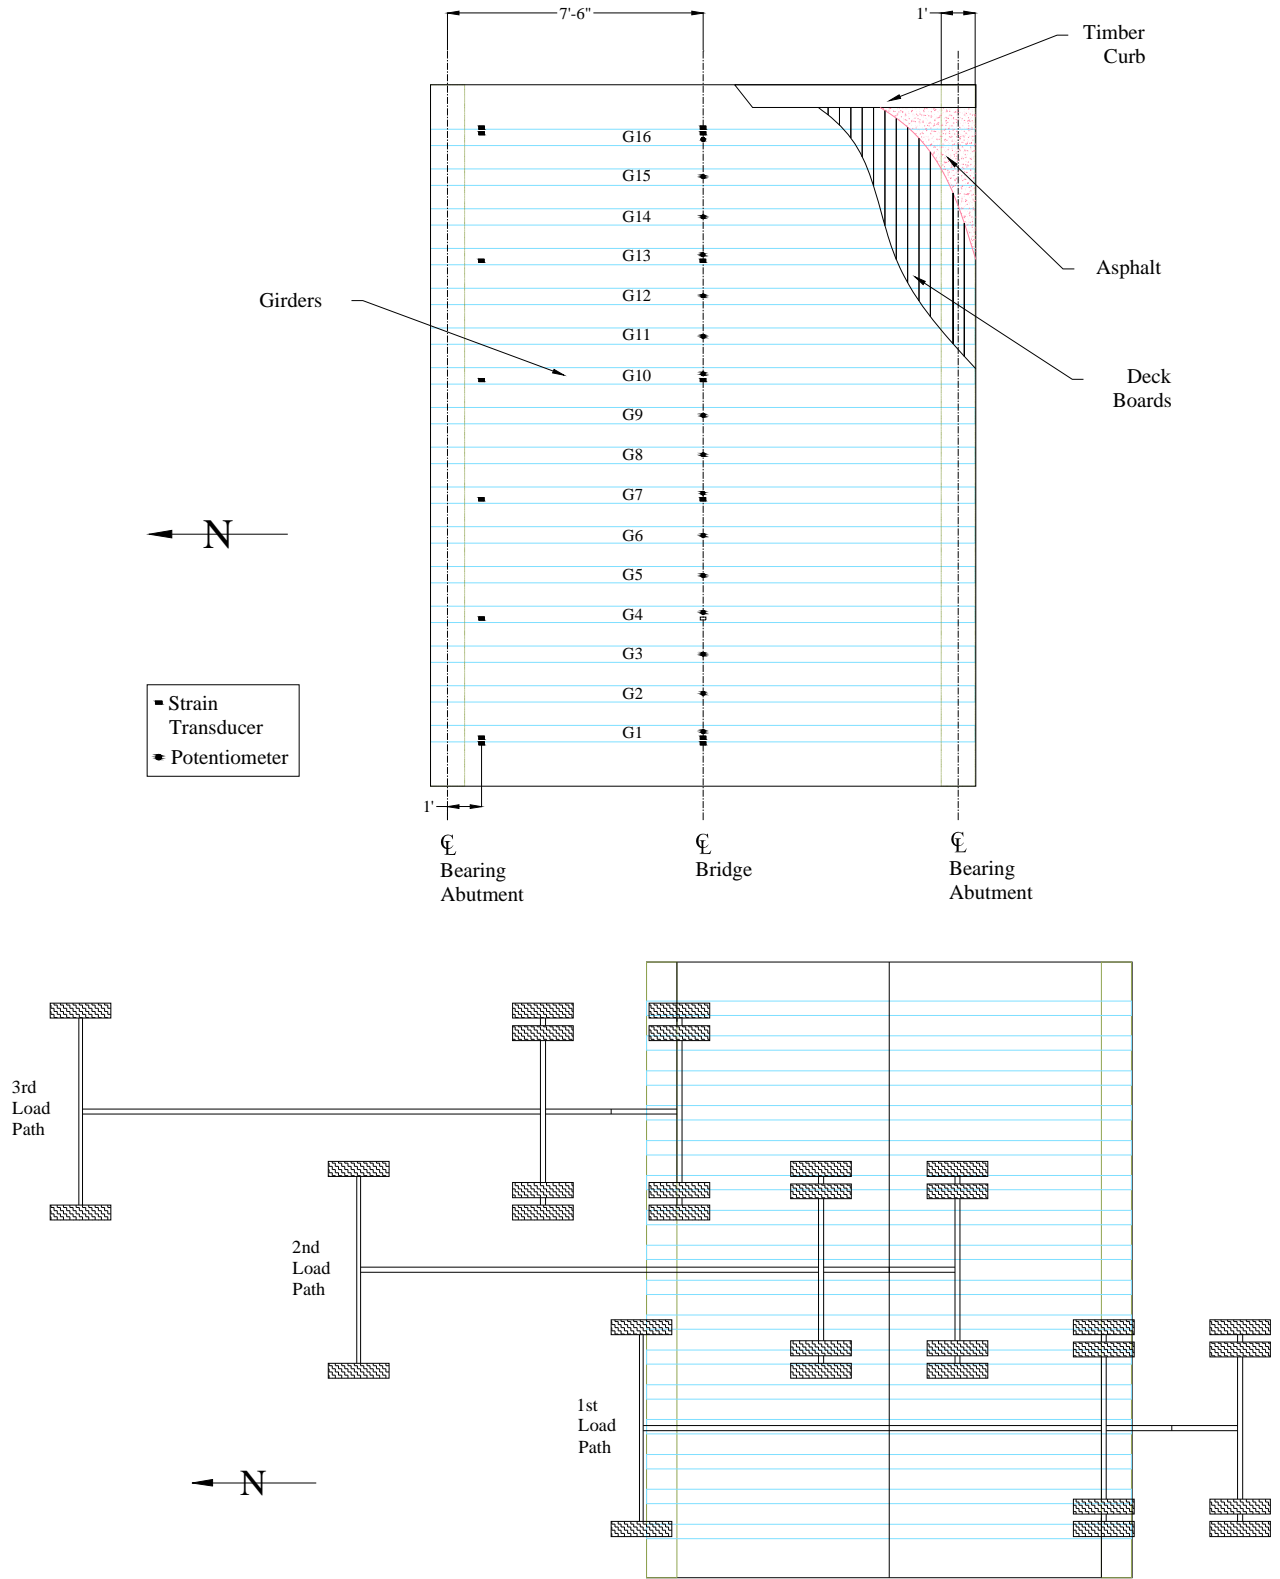 7'-6"
1'
Timber
Curb
G16
G15
G14
G13
Asphalt
G12
Girders
G11
G10
Deck
Boards
G9
G8
G7
N
G6
G5
G4
G3
G2
Strain
Transducer
Potentiometer
G1
1'
℄
Bearing
Abutment
℄
Bridge
℄
Bearing
Abutment
3rd
Load
Path
2nd
Load
Path
1st
Load
Path
N